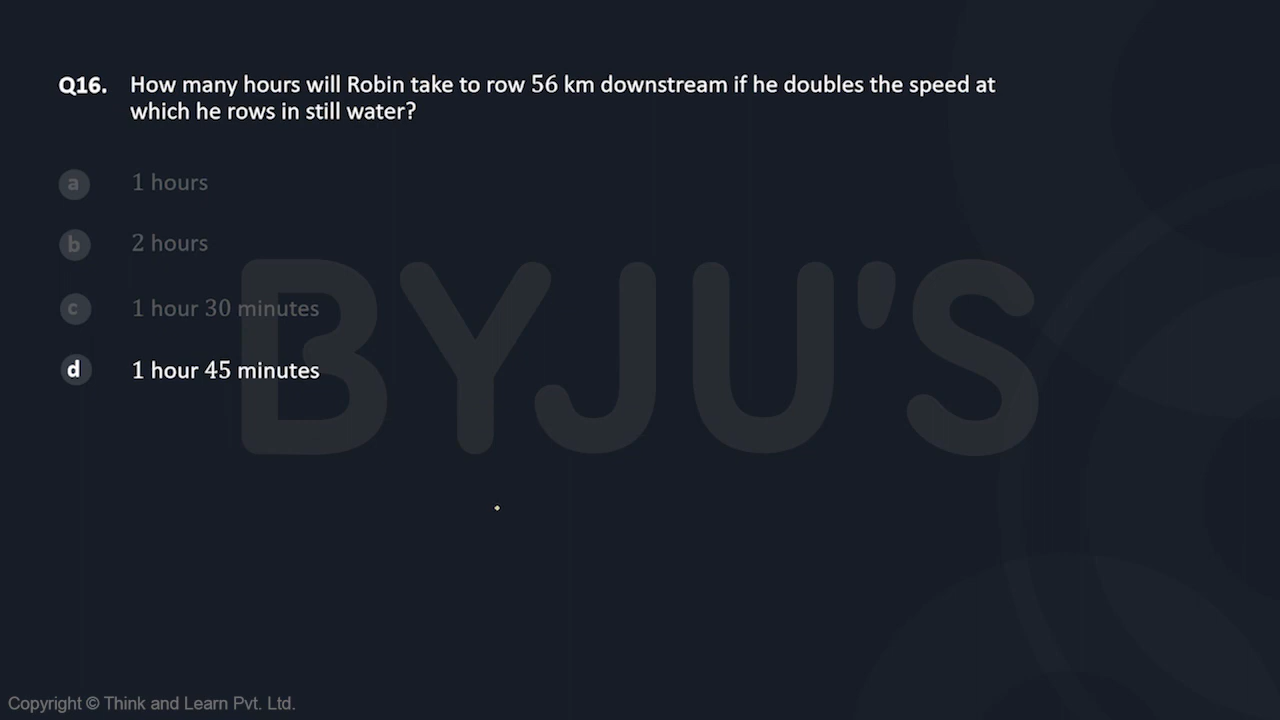 Q16. How many hours will Robin take to row 56 km downstream if he doubles the speed at
which he rows in still water?
a 1 hours
b 2 hours
c 1 hour 30 minutes
d 1 hour 45 minutes
BYJU'S
Copyright © Think and Learn Pvt. Ltd.